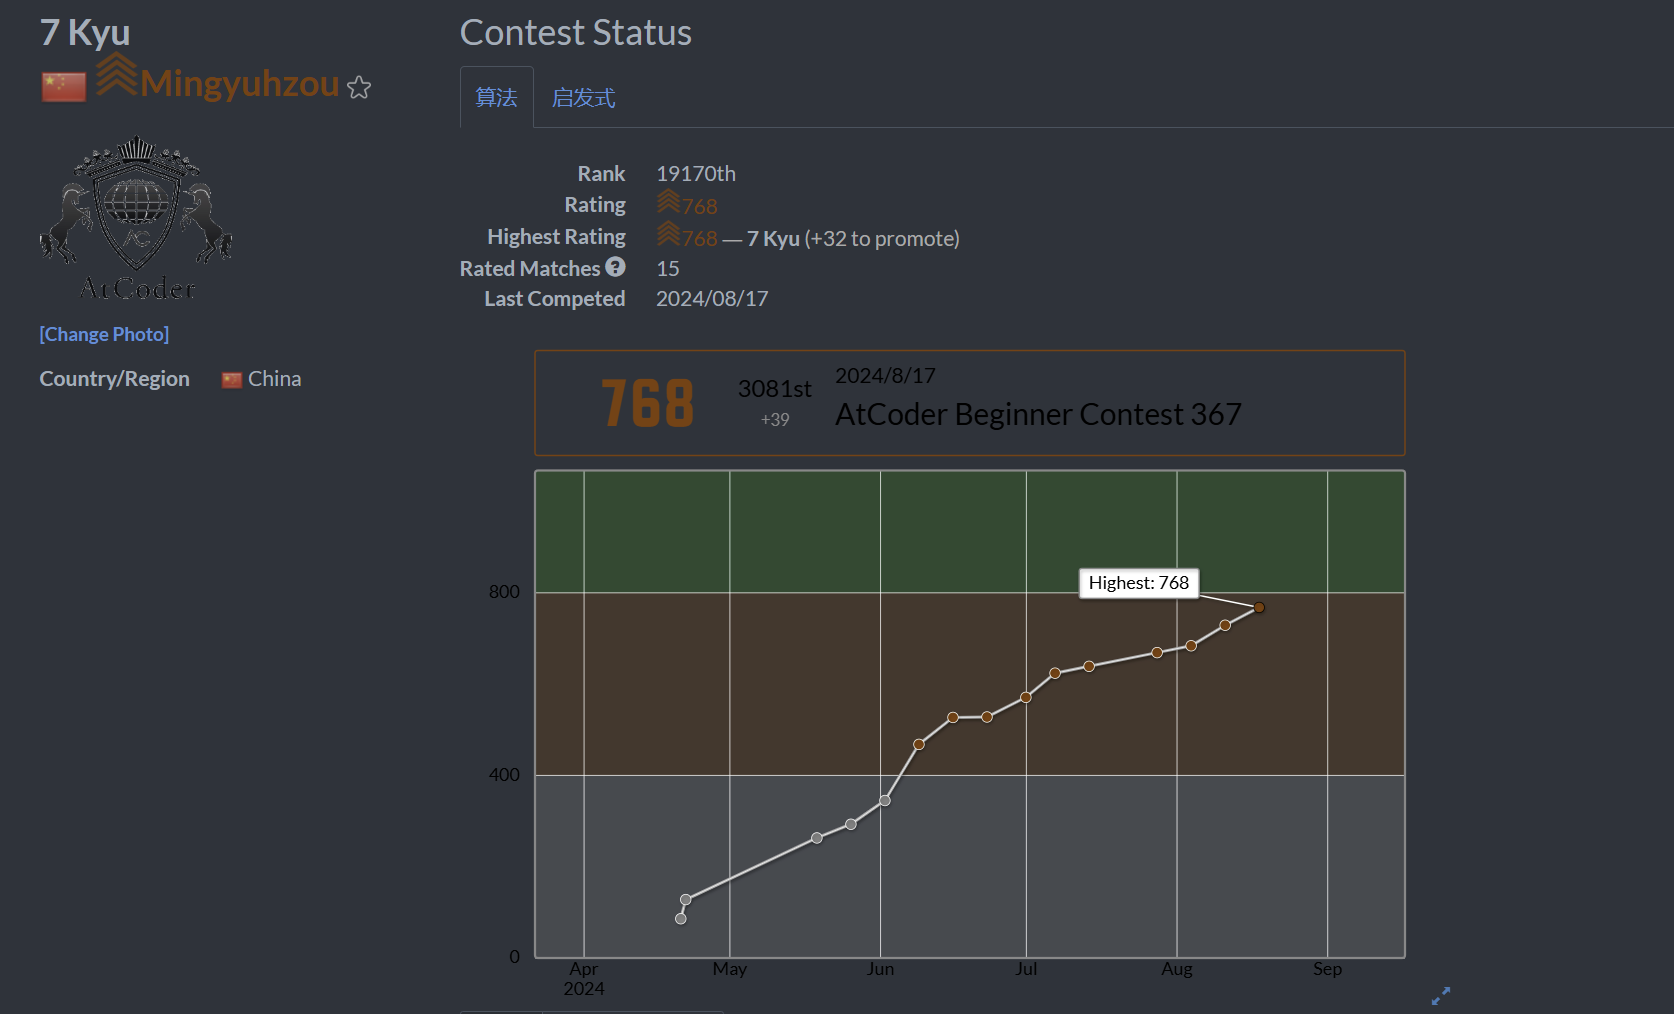 7 Kyu
Mingyuhzou
AC
AtCoder
[Change Photo]
Country/Region China
Contest Status
算法 启发式
Rank 19170th
Rating 768
Highest Rating 768 — 7 Kyu (+32 to promote)
Rated Matches ? 15
Last Competed 2024/08/17
768
3081st
+39
2024/8/17
AtCoder Beginner Contest 367
Highest: 768
800
400
0
Apr May Jun Jul Aug Sep
2024